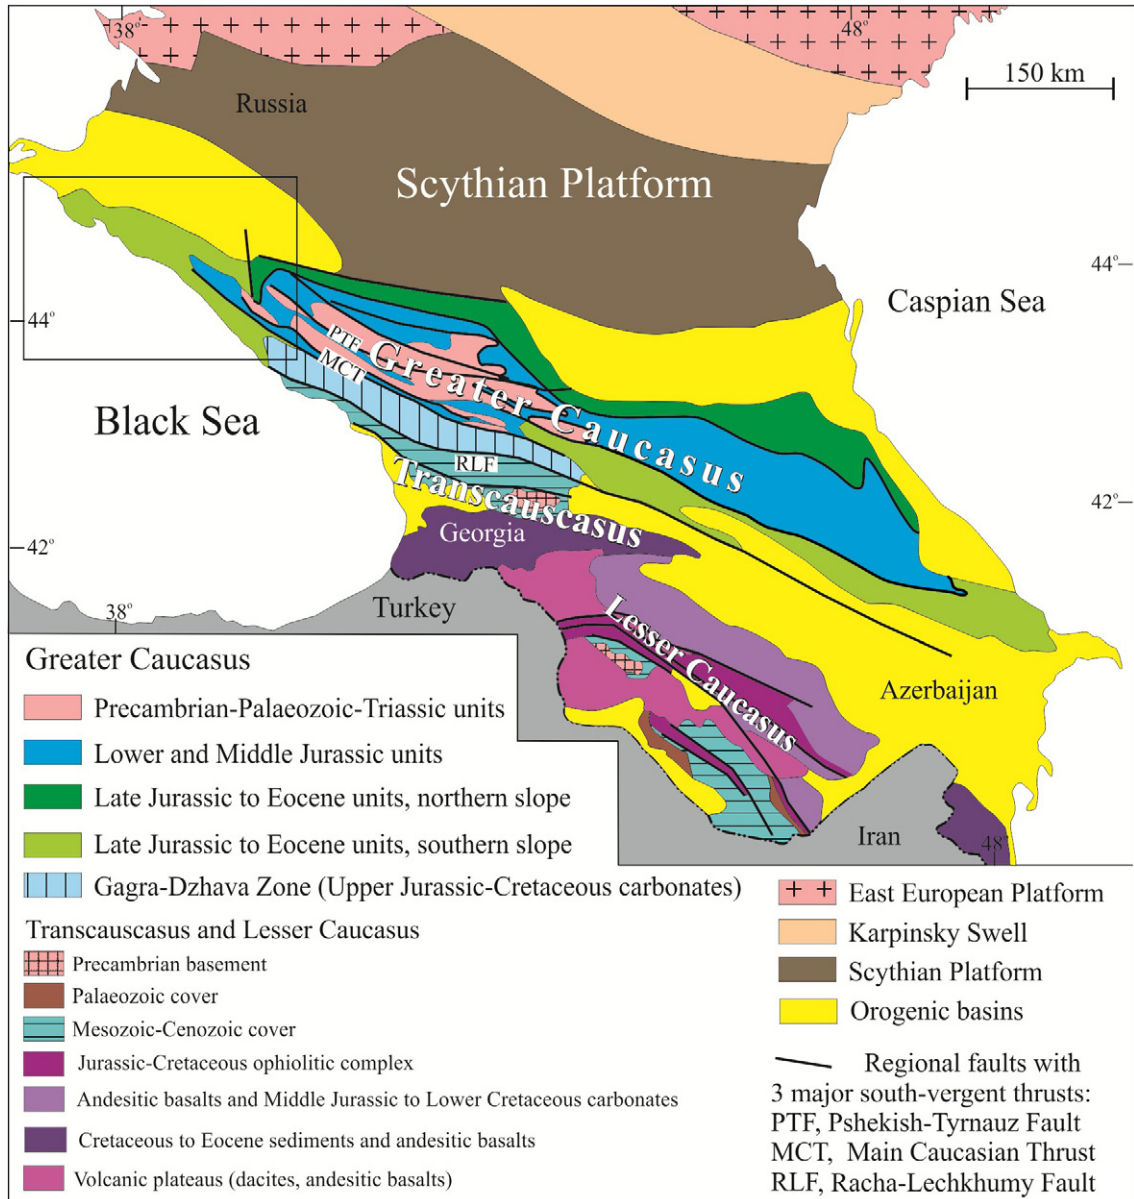 38°
48°
150 km
Russia
Scythian Platform
44°
Caspian Sea
44°
PTF
MCT
Greater Caucasus
Black Sea
RLF
Transcauscasus
42°
Georgia
42°
38°
Turkey
Lesser Caucasus
Azerbaijan
Iran
48°
Greater Caucasus
Precambrian-Palaeozoic-Triassic units
Lower and Middle Jurassic units
Late Jurassic to Eocene units, northern slope
Late Jurassic to Eocene units, southern slope
Gagra-Dzhava Zone (Upper Jurassic-Cretaceous carbonates)
Transcauscasus and Lesser Caucasus
Precambrian basement
Palaeozoic cover
Mesozoic-Cenozoic cover
Jurassic-Cretaceous ophiolitic complex
Andesitic basalts and Middle Jurassic to Lower Cretaceous carbonates
Cretaceous to Eocene sediments and andesitic basalts
Volcanic plateaus (dacites, andesitic basalts)
East European Platform
Karpinsky Swell
Scythian Platform
Orogenic basins
Regional faults with
3 major south-vergent thrusts:
PTF, Pshekish-Tyrnauz Fault
MCT, Main Caucasian Thrust
RLF, Racha-Lechkhumy Fault